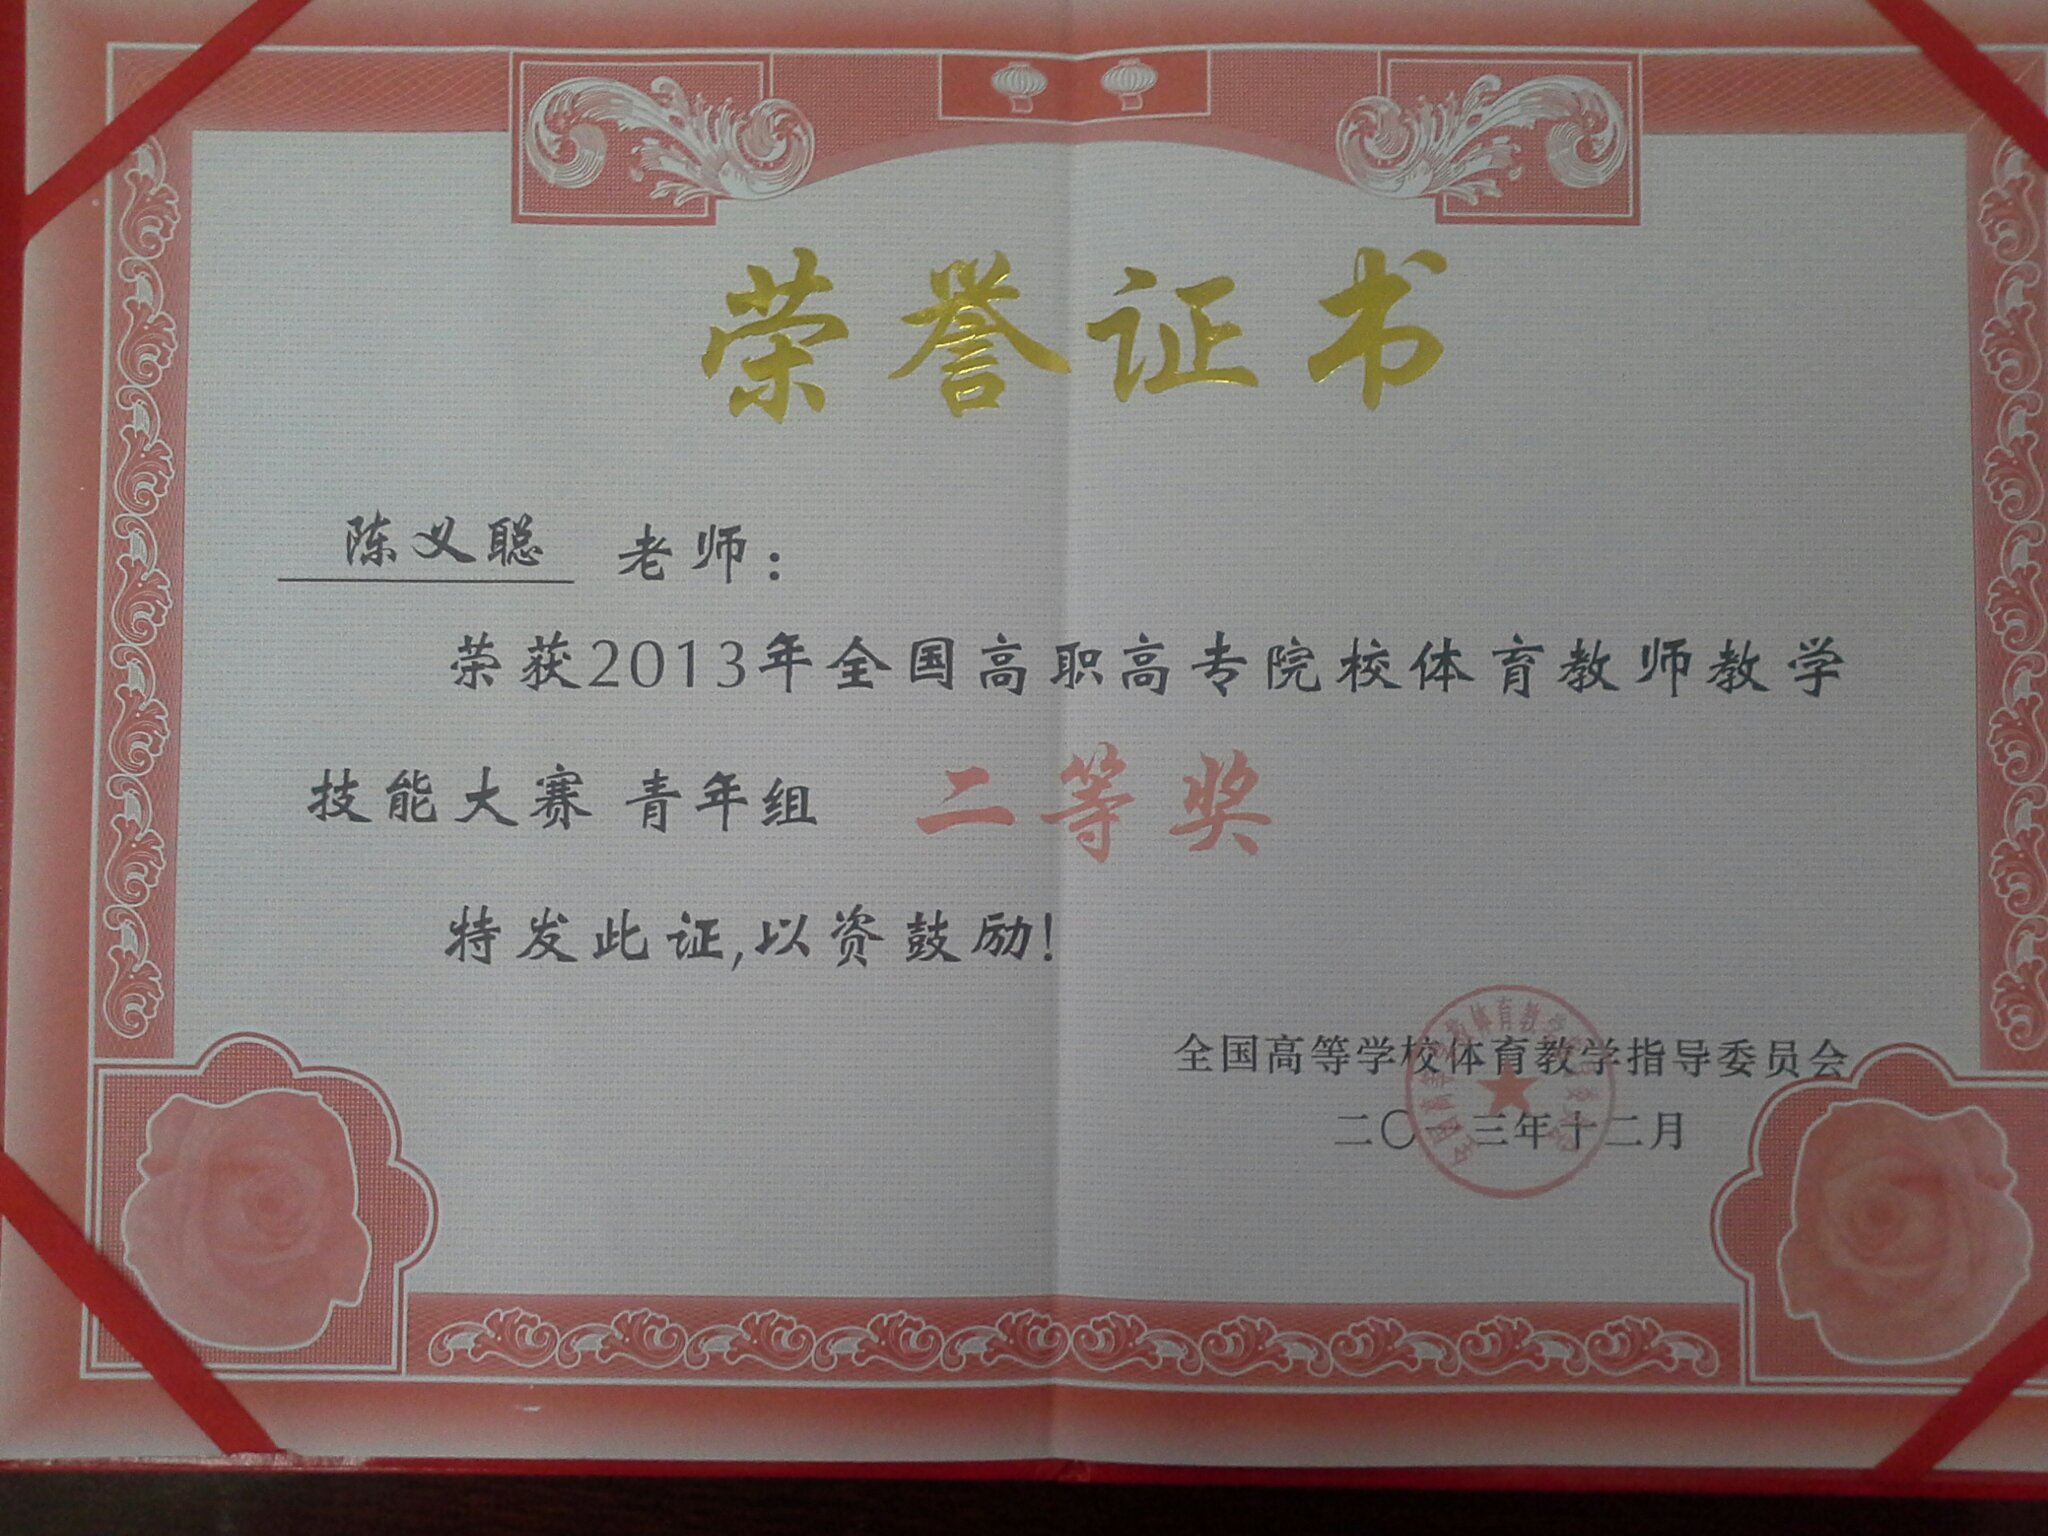 荣誉证书
陈义聪 老师：
荣获2013年全国高职高专院校体育教师教学
技能大赛 青年组 二等奖
特发此证,以资鼓励!
全国高等学校体育教学指导委员会
二〇一三年十二月